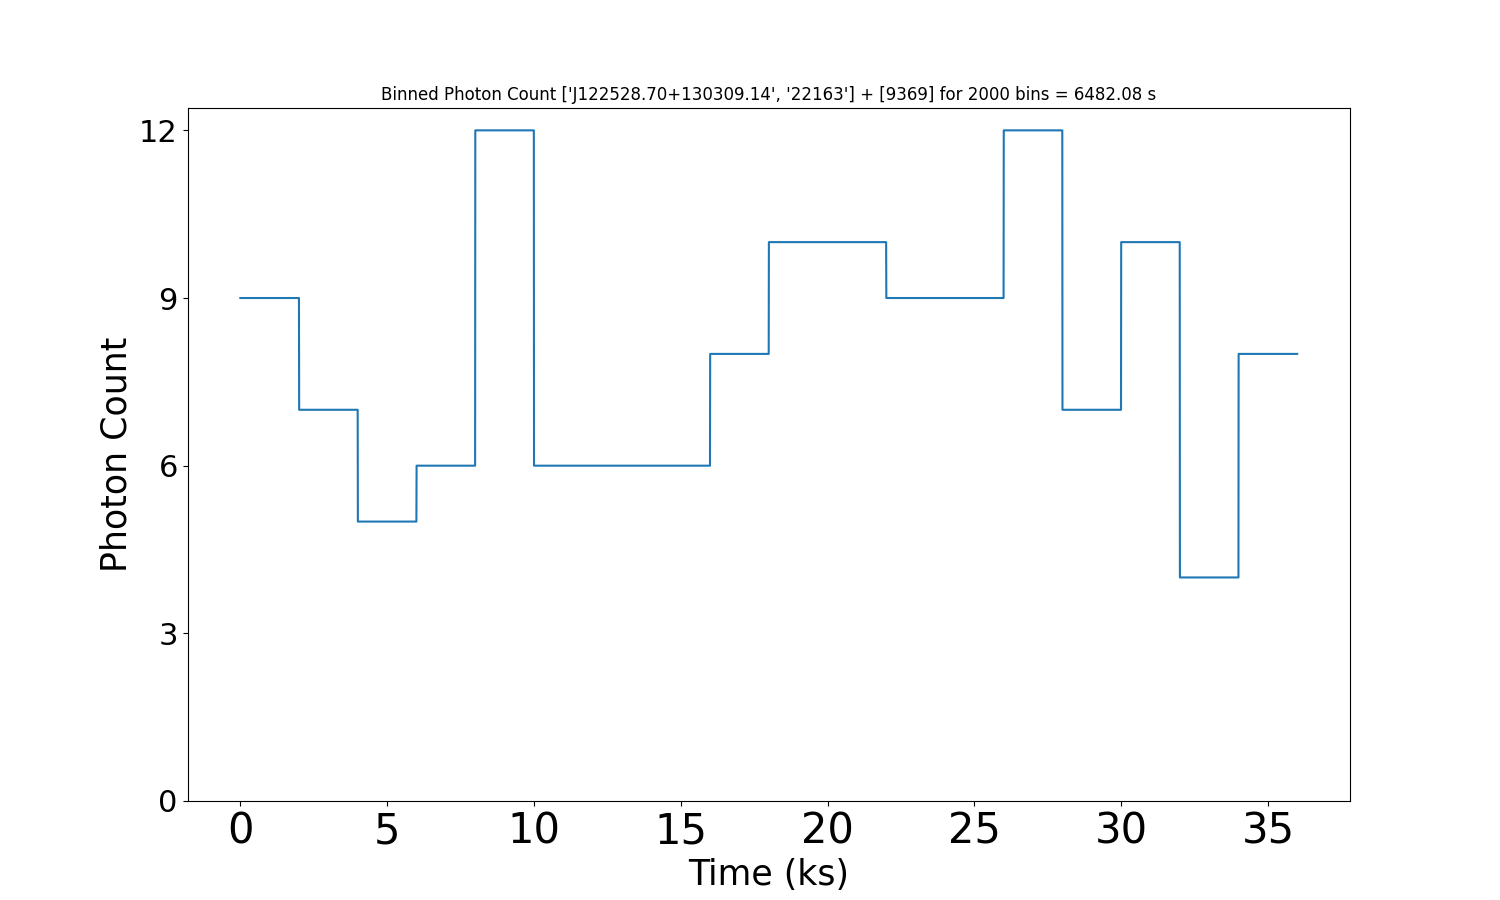 Binned Photon Count ['J122528.70+130309.14', '22163'] + [9369] for 2000 bins = 6482.08 s
12
9
6
3
0
Photon Count
0 5 10 15 20 25 30 35
Time (ks)